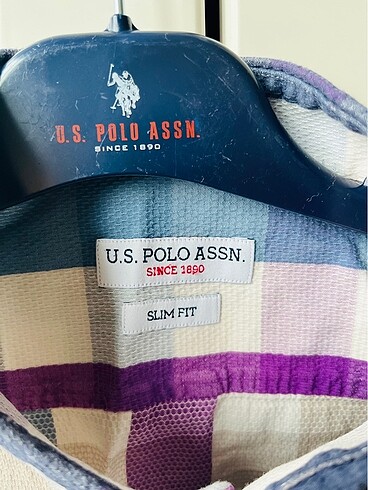 U.S. POLO ASSN.
SINCE 1890
U.S. POLO ASSN.
SINCE 1890
SLIM FIT